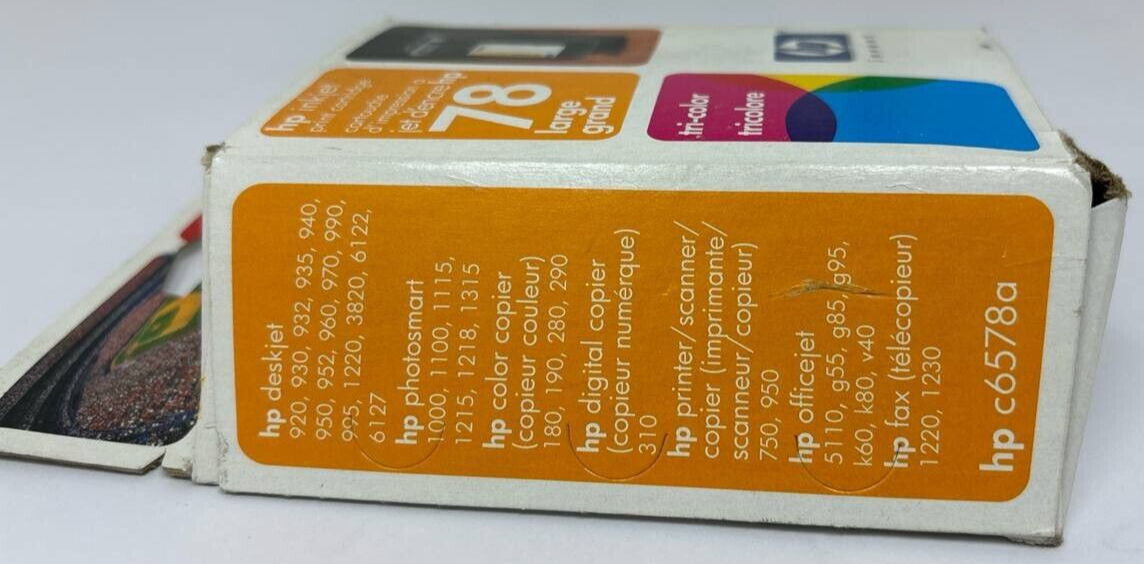 hp inkjet
print cartridge
cartouche
d'impression à
jet d'encre hp
78
large
grand
tri-color
tricolore
hp
invent
hp deskjet
920, 930, 932, 935, 940,
950, 952, 960, 970, 990,
995, 1220, 3820, 6122,
6127
hp photosmart
1000, 1100, 1115,
1215, 1218, 1315
hp color copier
(copieur couleur)
180, 190, 280, 290
hp digital copier
(copieur numérique)
310
hp printer/scanner/
copier (imprimante/
scanneur/copieur)
750, 950
hp officejet
5110, g55, g85, g95,
k60, k80, v40
hp fax (télécopieur)
1220, 1230
hp c6578a